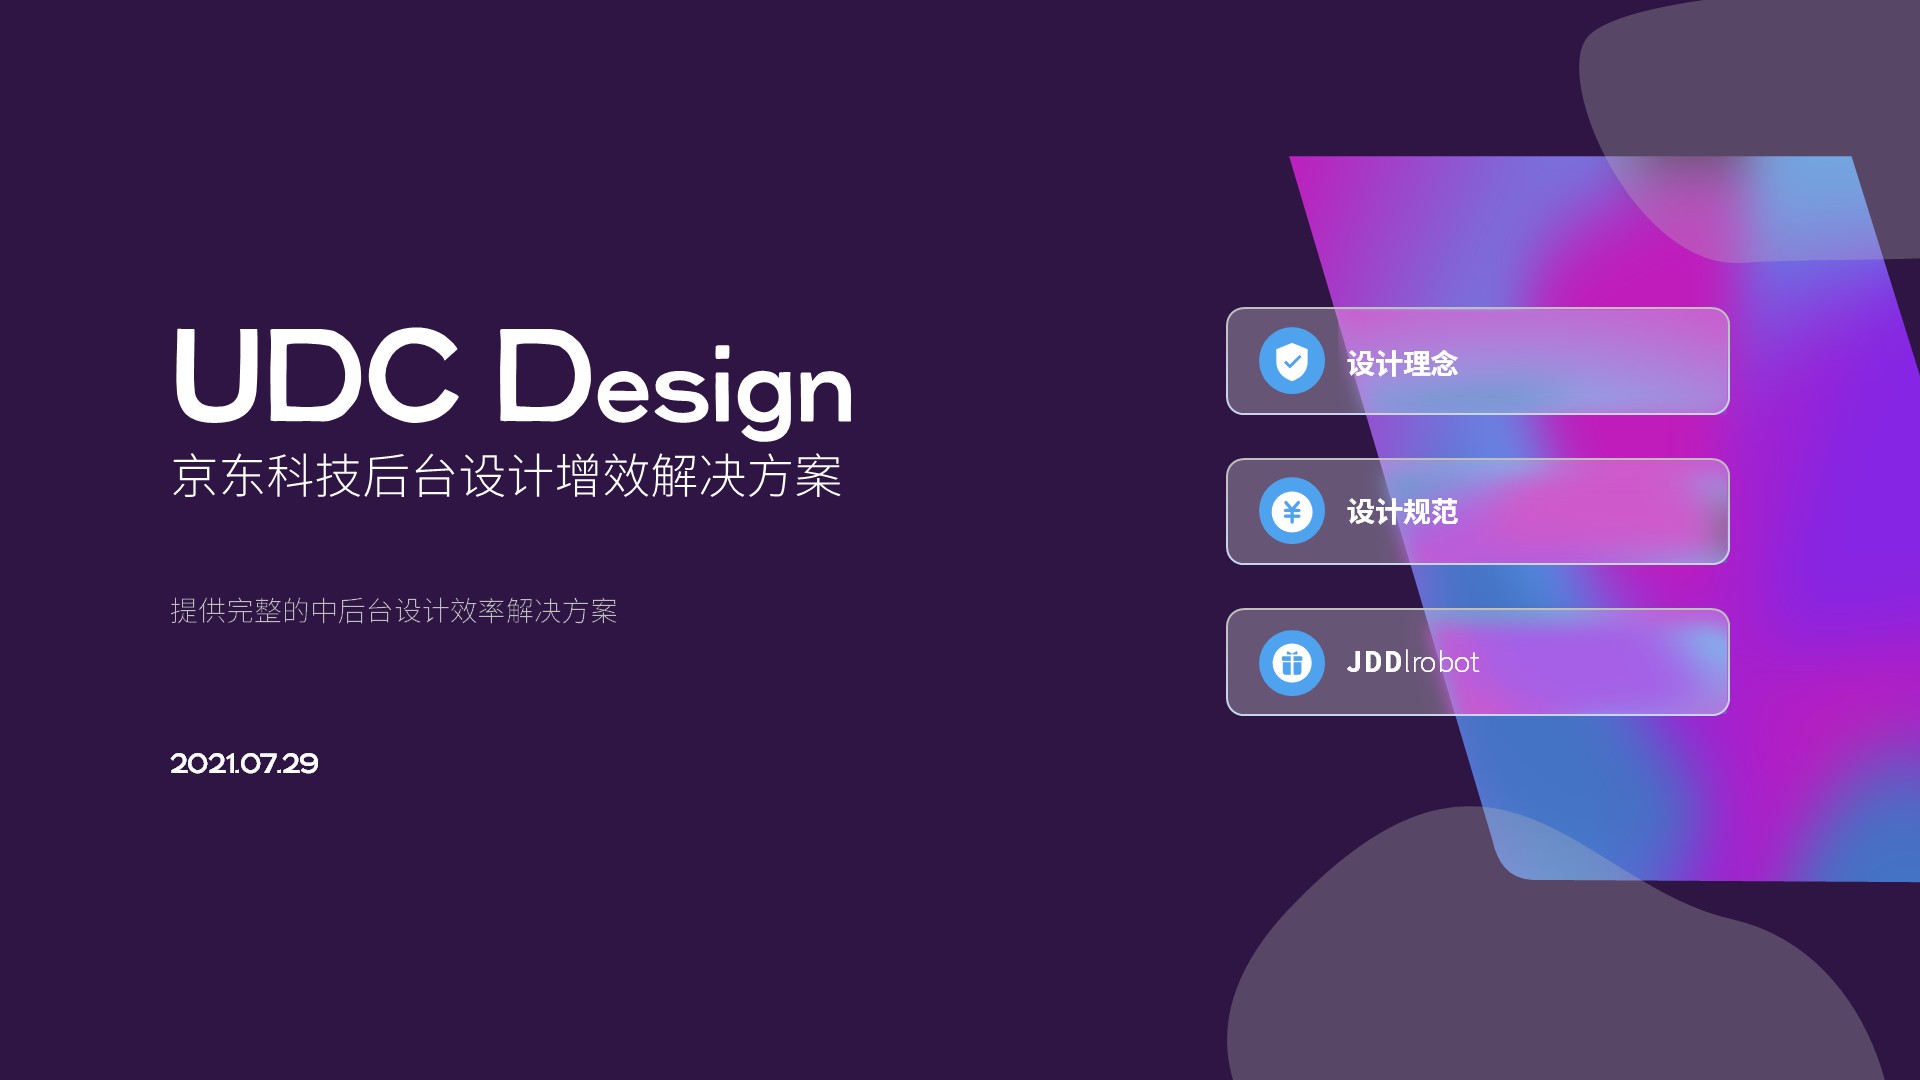 UDC Design
京东科技后台设计增效解决方案
提供完整的中后台设计效率解决方案
2021.07.29
设计理念
设计规范
JDDlrobot